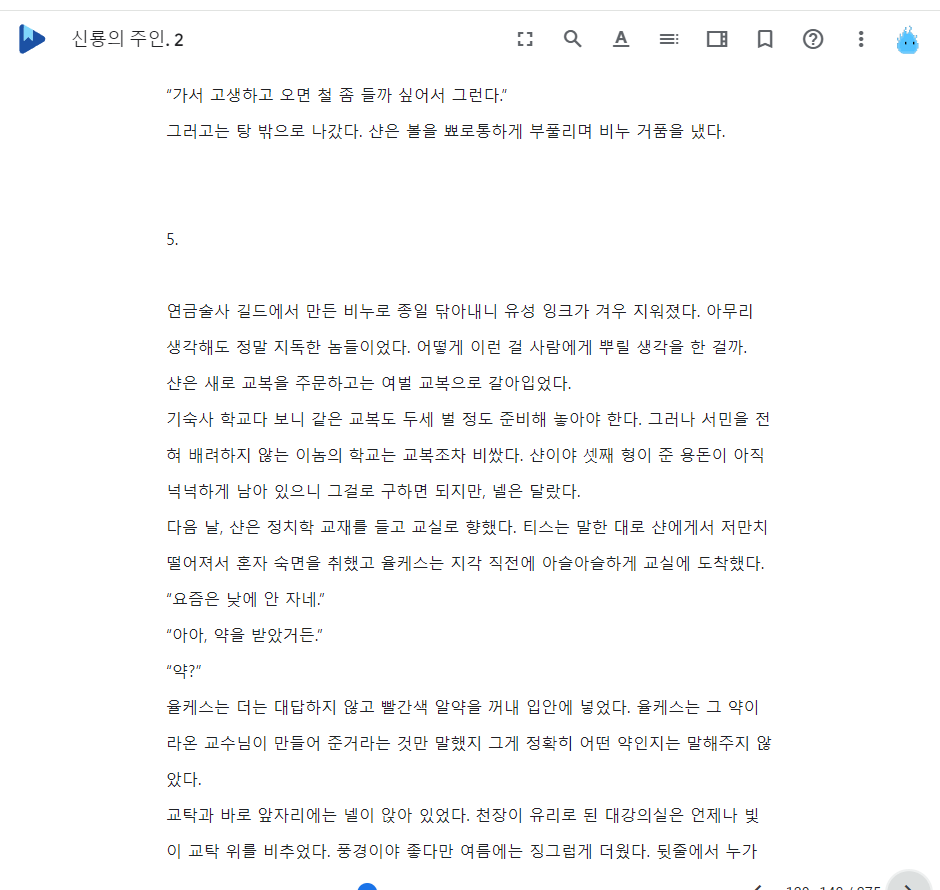 신룡의 주인. 2
“가서 고생하고 오면 철 좀 들까 싶어서 그런다.”
그러고는 탕 밖으로 나갔다. 샨은 볼을 뾰로통하게 부풀리며 비누 거품을 냈다.
5.
연금술사 길드에서 만든 비누로 종일 닦아내니 유성 잉크가 겨우 지워졌다. 아무리
생각해도 정말 지독한 놈들이었다. 어떻게 이런 걸 사람에게 뿌릴 생각을 한 걸까.
샨은 새로 교복을 주문하고는 여벌 교복으로 갈아입었다.
기숙사 학교다 보니 같은 교복도 두세 벌 정도 준비해 놓아야 한다. 그러나 서민을 전
혀 배려하지 않는 이놈의 학교는 교복조차 비쌌다. 샨이야 셋째 형이 준 용돈이 아직
넉넉하게 남아 있으니 그걸로 구하면 되지만, 넬은 달랐다.
다음 날, 샨은 정치학 교재를 들고 교실로 향했다. 티스는 말한 대로 샨에게서 저만치
떨어져서 혼자 숙면을 취했고 율케스는 지각 직전에 아슬아슬하게 교실에 도착했다.
“요즘은 낮에 안 자네.”
“아아, 약을 받았거든.”
“약?”
율케스는 더는 대답하지 않고 빨간색 알약을 꺼내 입안에 넣었다. 율케스는 그 약이
라온 교수님이 만들어 준거라는 것만 말했지 그게 정확히 어떤 약인지는 말해주지 않
았다.
교탁과 바로 앞자리에는 넬이 앉아 있었다. 천장이 유리로 된 대강의실은 언제나 빛
이 교탁 위를 비추었다. 풍경이야 좋다만 여름에는 징그럽게 더웠다. 뒷줄에서 누가